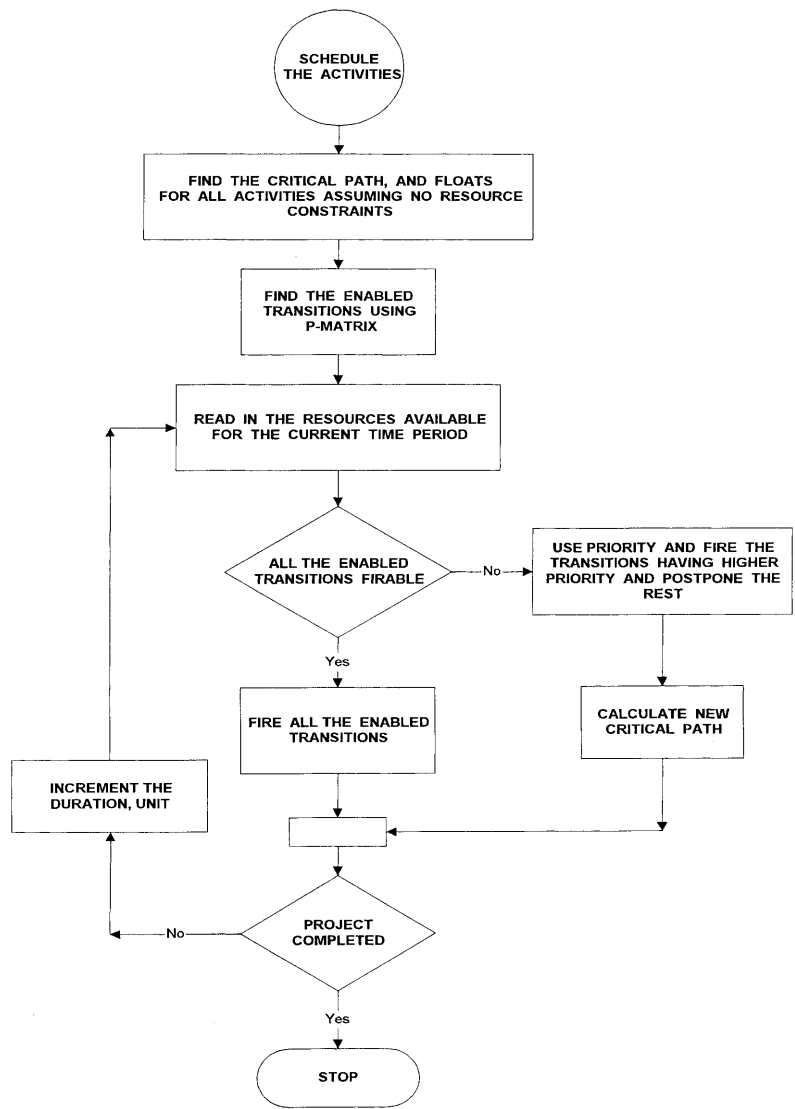 SCHEDULE
THE ACTIVITIES
FIND THE CRITICAL PATH, AND FLOATS
FOR ALL ACTIVITIES ASSUMING NO RESOURCE
CONSTRAINTS
FIND THE ENABLED
TRANSITIONS USING
P-MATRIX
READ IN THE RESOURCES AVAILABLE
FOR THE CURRENT TIME PERIOD
ALL THE ENABLED
TRANSITIONS FIRABLE
No
USE PRIORITY AND FIRE THE
TRANSITIONS HAVING HIGHER
PRIORITY AND POSTPONE THE
REST
Yes
FIRE ALL THE ENABLED
TRANSITIONS
CALCULATE NEW
CRITICAL PATH
INCREMENT THE
DURATION, UNIT
PROJECT
COMPLETED
No
Yes
STOP